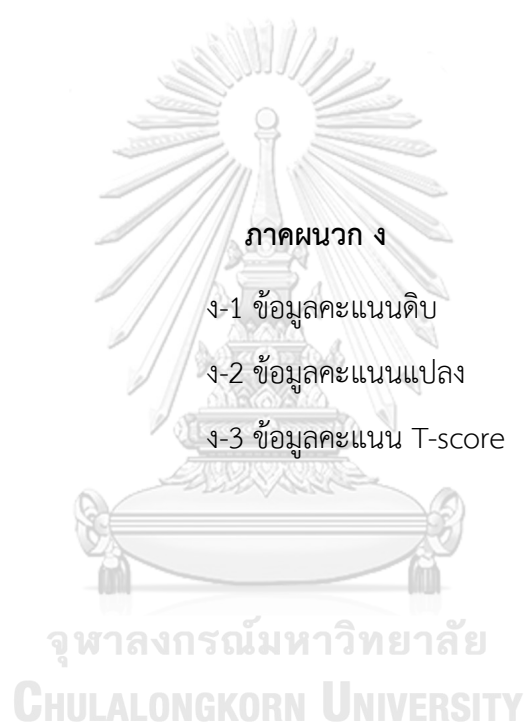 ภาคผนวก ง
ง-1 ข้อมูลคะแนนดิบ
ง-2 ข้อมูลคะแนนแปลง
ง-3 ข้อมูลคะแนน T-score
จุฬาลงกรณ์มหาวิทยาลัย
CHULALONGKORN UNIVERSITY